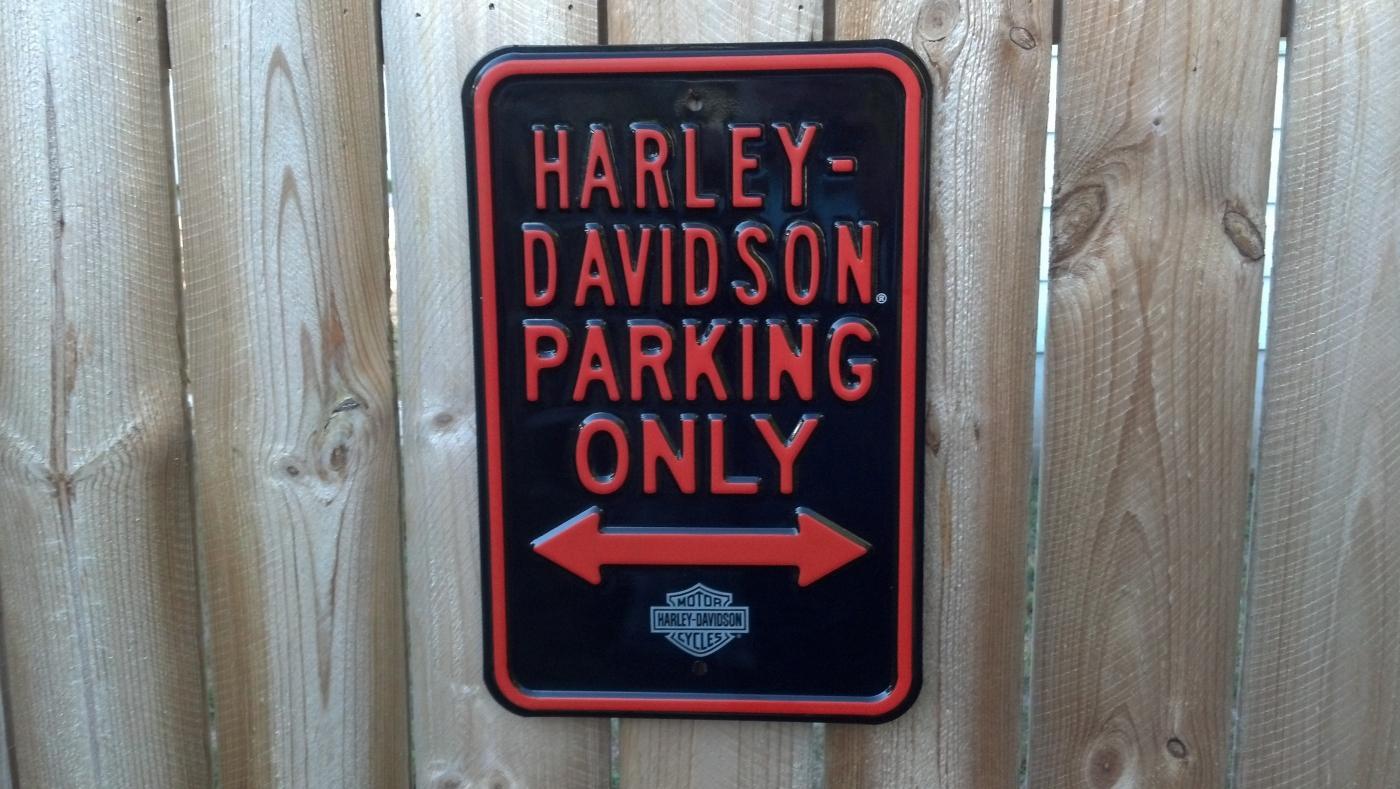 HARLEY-
DAVIDSON®
PARKING
ONLY
MOTOR
HARLEY-DAVIDSON
CYCLES